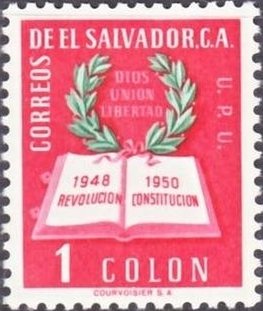 CORREOS
DE EL SALVADOR.C.A.
U.P.U.
DIOS
UNION
LIBERTAD
1948
REVOLUCION
1950
CONSTITUCION
1 COLON
COURVOISIER S.A